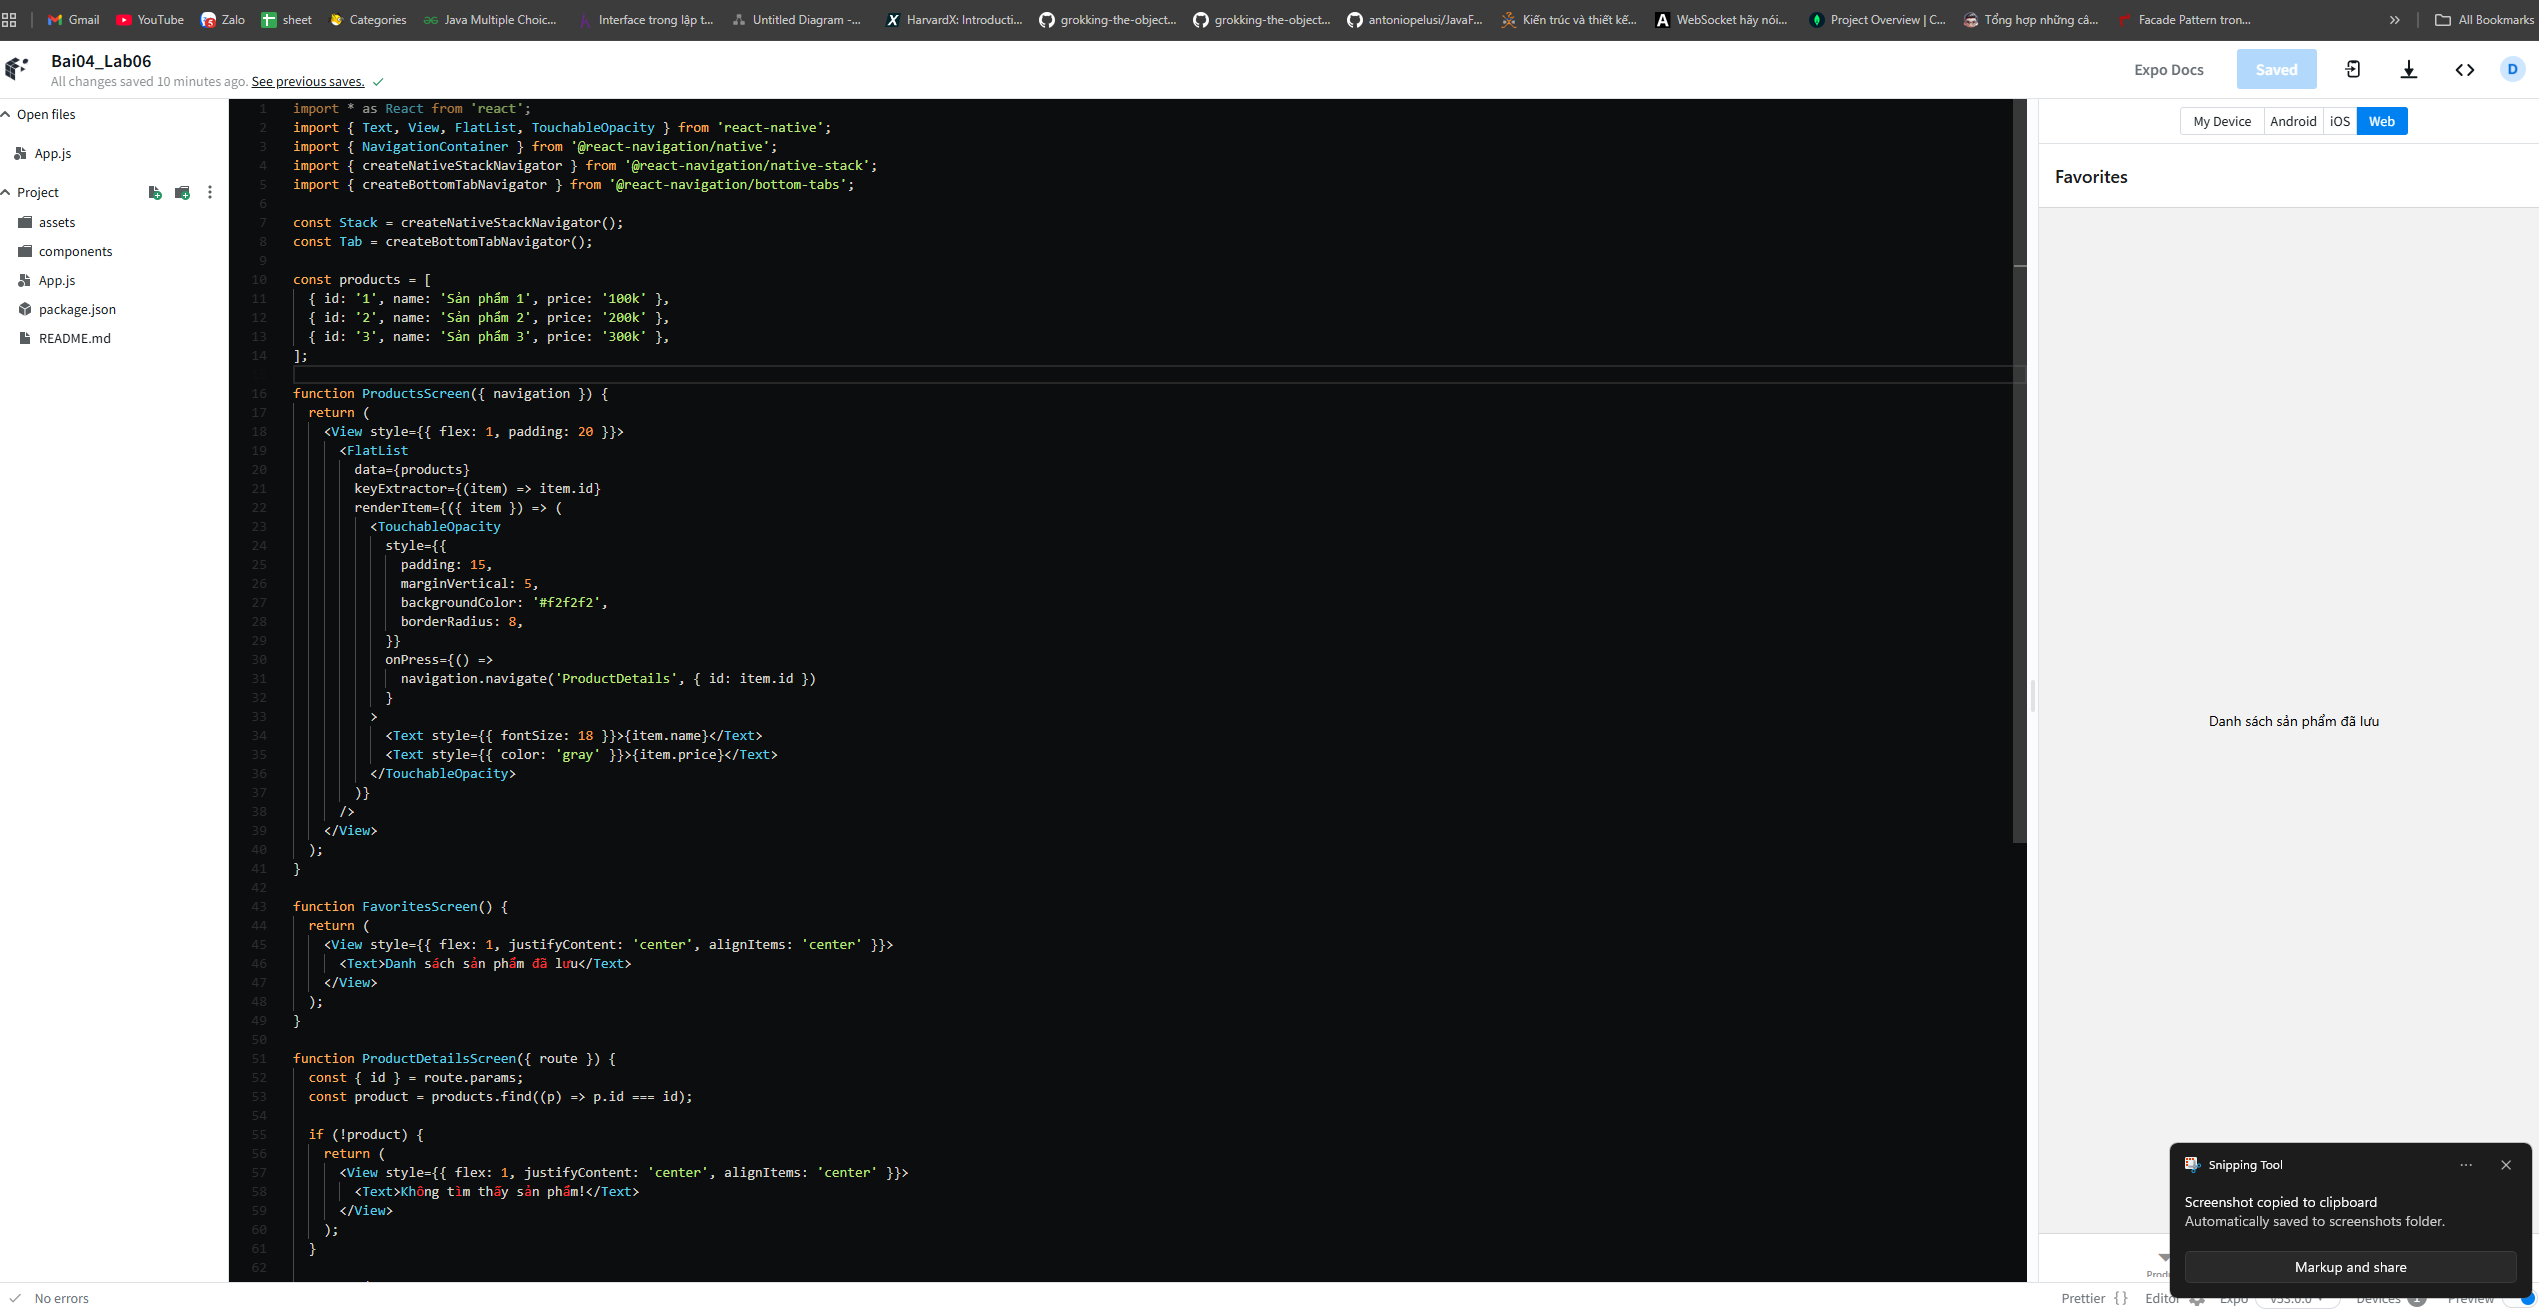 Gmail YouTube Zalo sheet Categories Java Multiple Choic... Interface trong lập t... Untitled Diagram -... HarvardX: Introducti... grokking-the-object... grokking-the-object... antoniopelusi/JavaF... Kiến trúc và thiết kế... WebSocket hãy nói... Project Overview | C... Tổng hợp những câ... Facade Pattern tron... » All Bookmarks
Bai04_Lab06
All changes saved 10 minutes ago. See previous saves.
Expo Docs Saved D
Open files
App.js
Project
assets
components
App.js
package.json
README.md
1 import * as React from 'react';
2 import { Text, View, FlatList, TouchableOpacity } from 'react-native';
3 import { NavigationContainer } from '@react-navigation/native';
4 import { createNativeStackNavigator } from '@react-navigation/native-stack';
5 import { createBottomTabNavigator } from '@react-navigation/bottom-tabs';
6
7 const Stack = createNativeStackNavigator();
8 const Tab = createBottomTabNavigator();
9
10 const products = [
11 { id: '1', name: 'Sản phẩm 1', price: '100k' },
12 { id: '2', name: 'Sản phẩm 2', price: '200k' },
13 { id: '3', name: 'Sản phẩm 3', price: '300k' },
14 ];
16 function ProductsScreen({ navigation }) {
17 return (
18 <View style={{ flex: 1, padding: 20 }}>
19 <FlatList
20 data={products}
21 keyExtractor={(item) => item.id}
22 renderItem={({ item }) => (
23 <TouchableOpacity
24 style={{
25 padding: 15,
26 marginVertical: 5,
27 backgroundColor: '#f2f2f2',
28 borderRadius: 8,
29 }}
30 onPress={() =>
31 navigation.navigate('ProductDetails', { id: item.id })
32 }
33 >
34 <Text style={{ fontSize: 18 }}>{item.name}</Text>
35 <Text style={{ color: 'gray' }}>{item.price}</Text>
36 </TouchableOpacity>
37 )}
38 />
39 </View>
40 );
41 }
42
43 function FavoritesScreen() {
44 return (
45 <View style={{ flex: 1, justifyContent: 'center', alignItems: 'center' }}>
46 <Text>Danh sách sản phẩm đã lưu</Text>
47 </View>
48 );
49 }
50
51 function ProductDetailsScreen({ route }) {
52 const { id } = route.params;
53 const product = products.find((p) => p.id === id);
54
55 if (!product) {
56 return (
57 <View style={{ flex: 1, justifyContent: 'center', alignItems: 'center' }}>
58 <Text>Không tìm thấy sản phẩm!</Text>
59 </View>
60 );
61 }
62
My Device Android iOS Web
Favorites
Danh sách sản phẩm đã lưu
Snipping Tool
Screenshot copied to clipboard
Automatically saved to screenshots folder.
Markup and share
No errors
Prettier {} Editor Expo v53.0.0 Devices 1 Preview